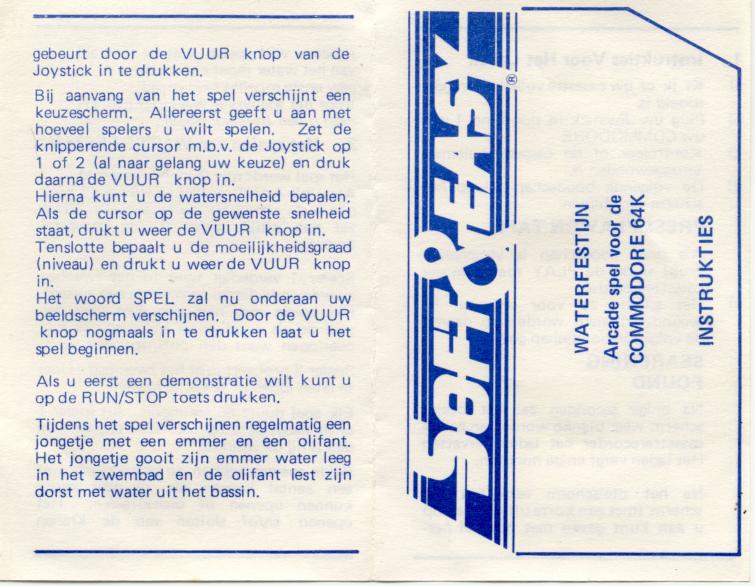 gebeurt door de VUUR knop van de
Joystick in te drukken.
Bij aanvang van het spel verschijnt een
keuzescherm. Allereerst geeft u aan met
hoeveel spelers u wilt spelen. Zet de
knipperende cursor m.b.v. de Joystick op
1 of 2 (al naar gelang uw keuze) en druk
daarna de VUUR knop in.
Hierna kunt u de watersnelheid bepalen.
Als de cursor op de gewenste snelheid
staat, drukt u weer de VUUR knop in.
Tenslotte bepaalt u de moeilijkheidsgraad
(niveau) en drukt u weer de VUUR knop
in.
Het woord SPEL zal nu onderaan uw
beeldscherm verschijnen. Door de VUUR
knop nogmaals in te drukken laat u het
spel beginnen.
Als u eerst een demonstratie wilt kunt u
op de RUN/STOP toets drukken.
Tijdens het spel verschijnen regelmatig een
jongetje met een emmer en een olifant.
Het jongetje gooit zijn emmer water leeg
in het zwembad en de olifant lest zijn
dorst met water uit het bassin.
SOFT & EASY ®
WATERFESTIJN
Arcade spel voor de
COMMODORE 64K
INSTRUKTIES